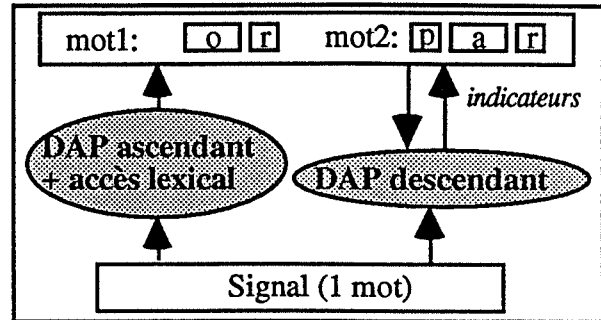 mot1: o r mot2: p a r
indicateurs
DAP ascendant
+ accès lexical
DAP descendant
Signal (1 mot)